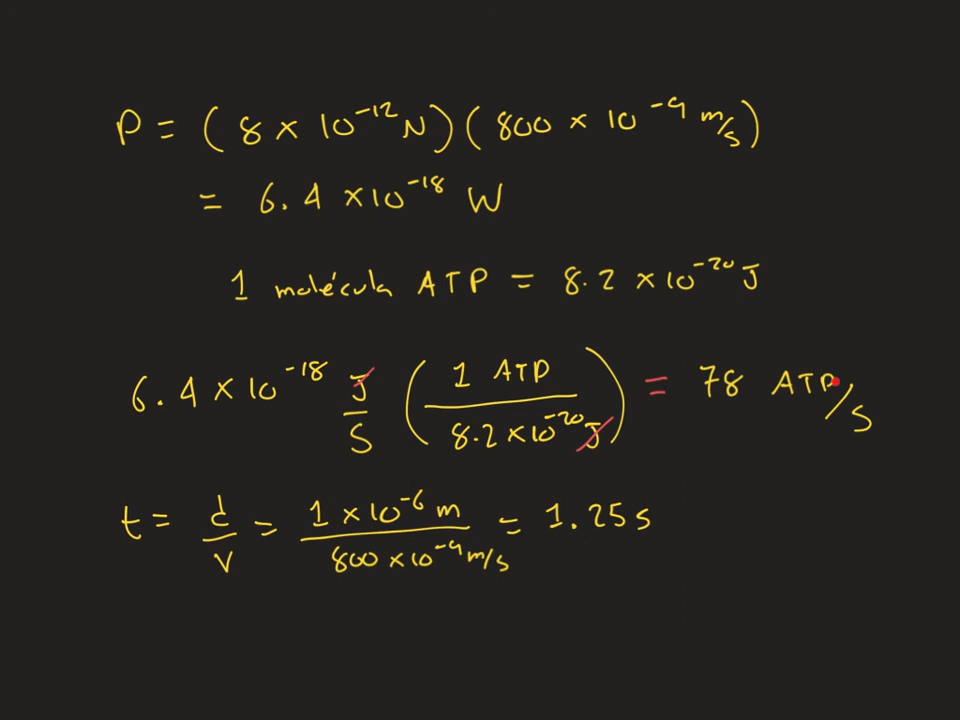 P = (8 × 10⁻¹² N) (800 × 10⁻⁹ m/s)
= 6.4 × 10⁻¹⁸ W
1 molécula ATP = 8.2 × 10⁻²⁰ J
6.4 × 10⁻¹⁸ J/S (1 ATP / 8.2 × 10⁻²⁰ J) = 78 ATP/S
t = d/V = 1 × 10⁻⁶ m / 800 × 10⁻⁹ m/s = 1.25 s